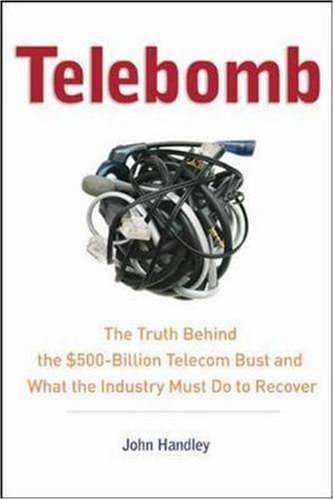 Telebomb
The Truth Behind
the $500-Billion Telecom Bust and
What the Industry Must Do to Recover
John Handley